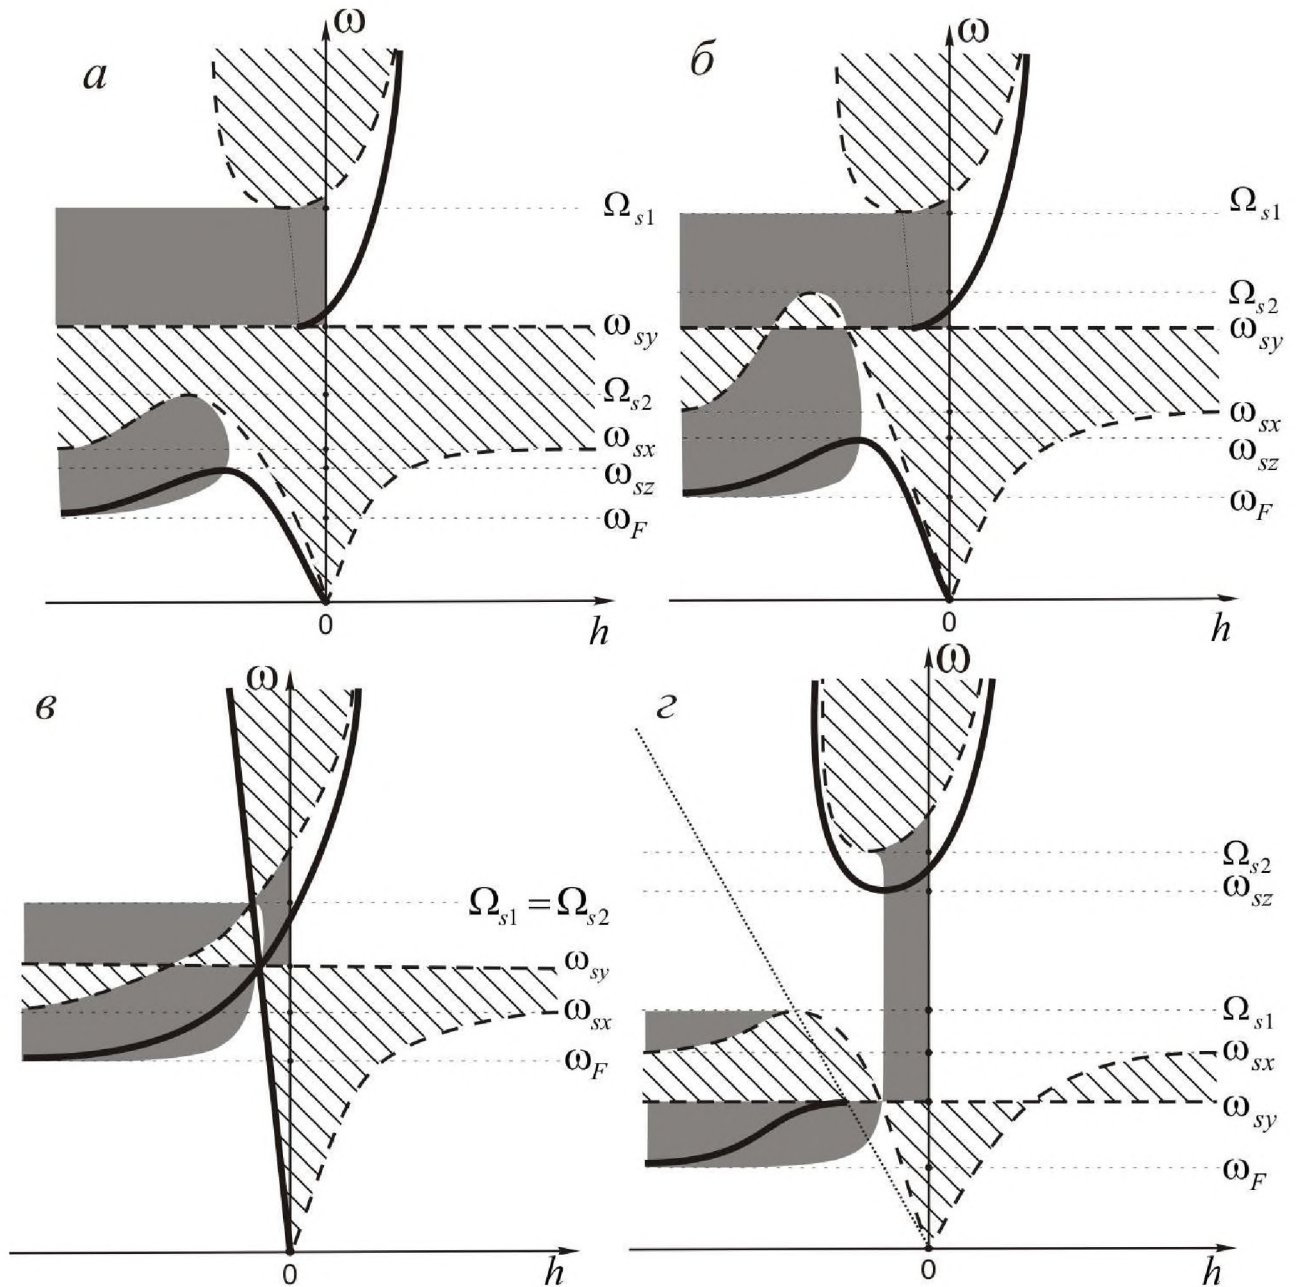 а
ω
Ω_{s1}
ω_{sy}
Ω_{s2}
ω_{sx}
ω_{sz}
ω_F
0
h
б
ω
Ω_{s1}
Ω_{s2}
ω_{sy}
ω_{sx}
ω_{sz}
ω_F
0
h
в
ω
Ω_{s1} = Ω_{s2}
ω_{sy}
ω_{sx}
ω_F
0
h
г
ω
Ω_{s2}
ω_{sz}
Ω_{s1}
ω_{sx}
ω_{sy}
ω_F
0
h